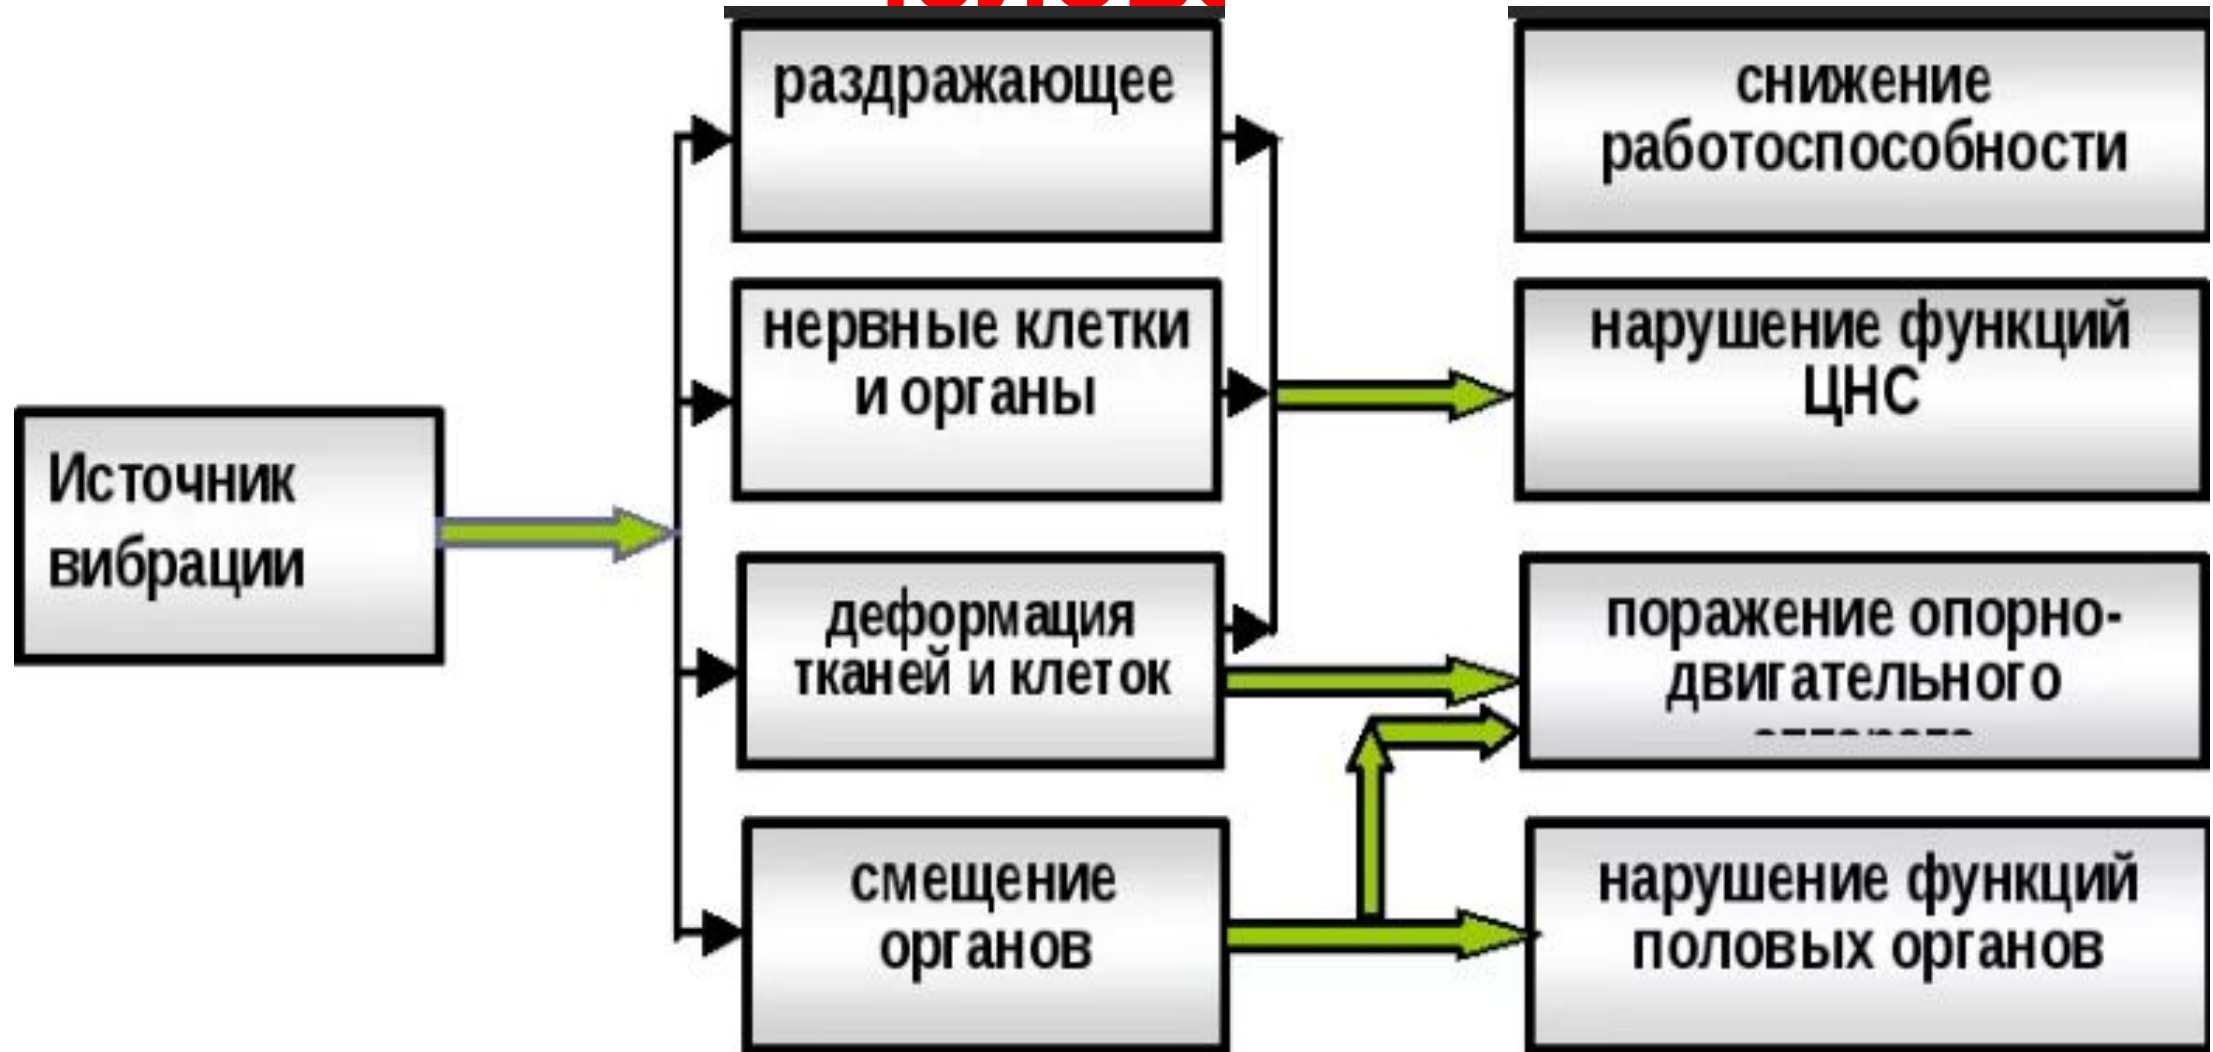 раздражающее
снижение
работоспособности
нервные клетки
и органы
нарушение функций
ЦНС
Источник
вибрации
деформация
тканей и клеток
поражение опорно-
двигательного
смещение
органов
нарушение функций
половых органов